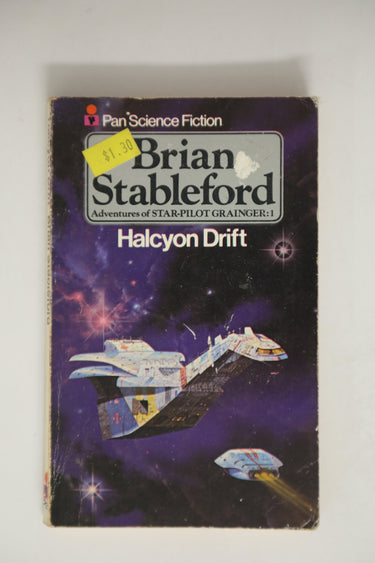 Pan Science Fiction
$1.30
Brian
Stableford
Adventures of STAR-PILOT GRAINGER:1
Halcyon Drift